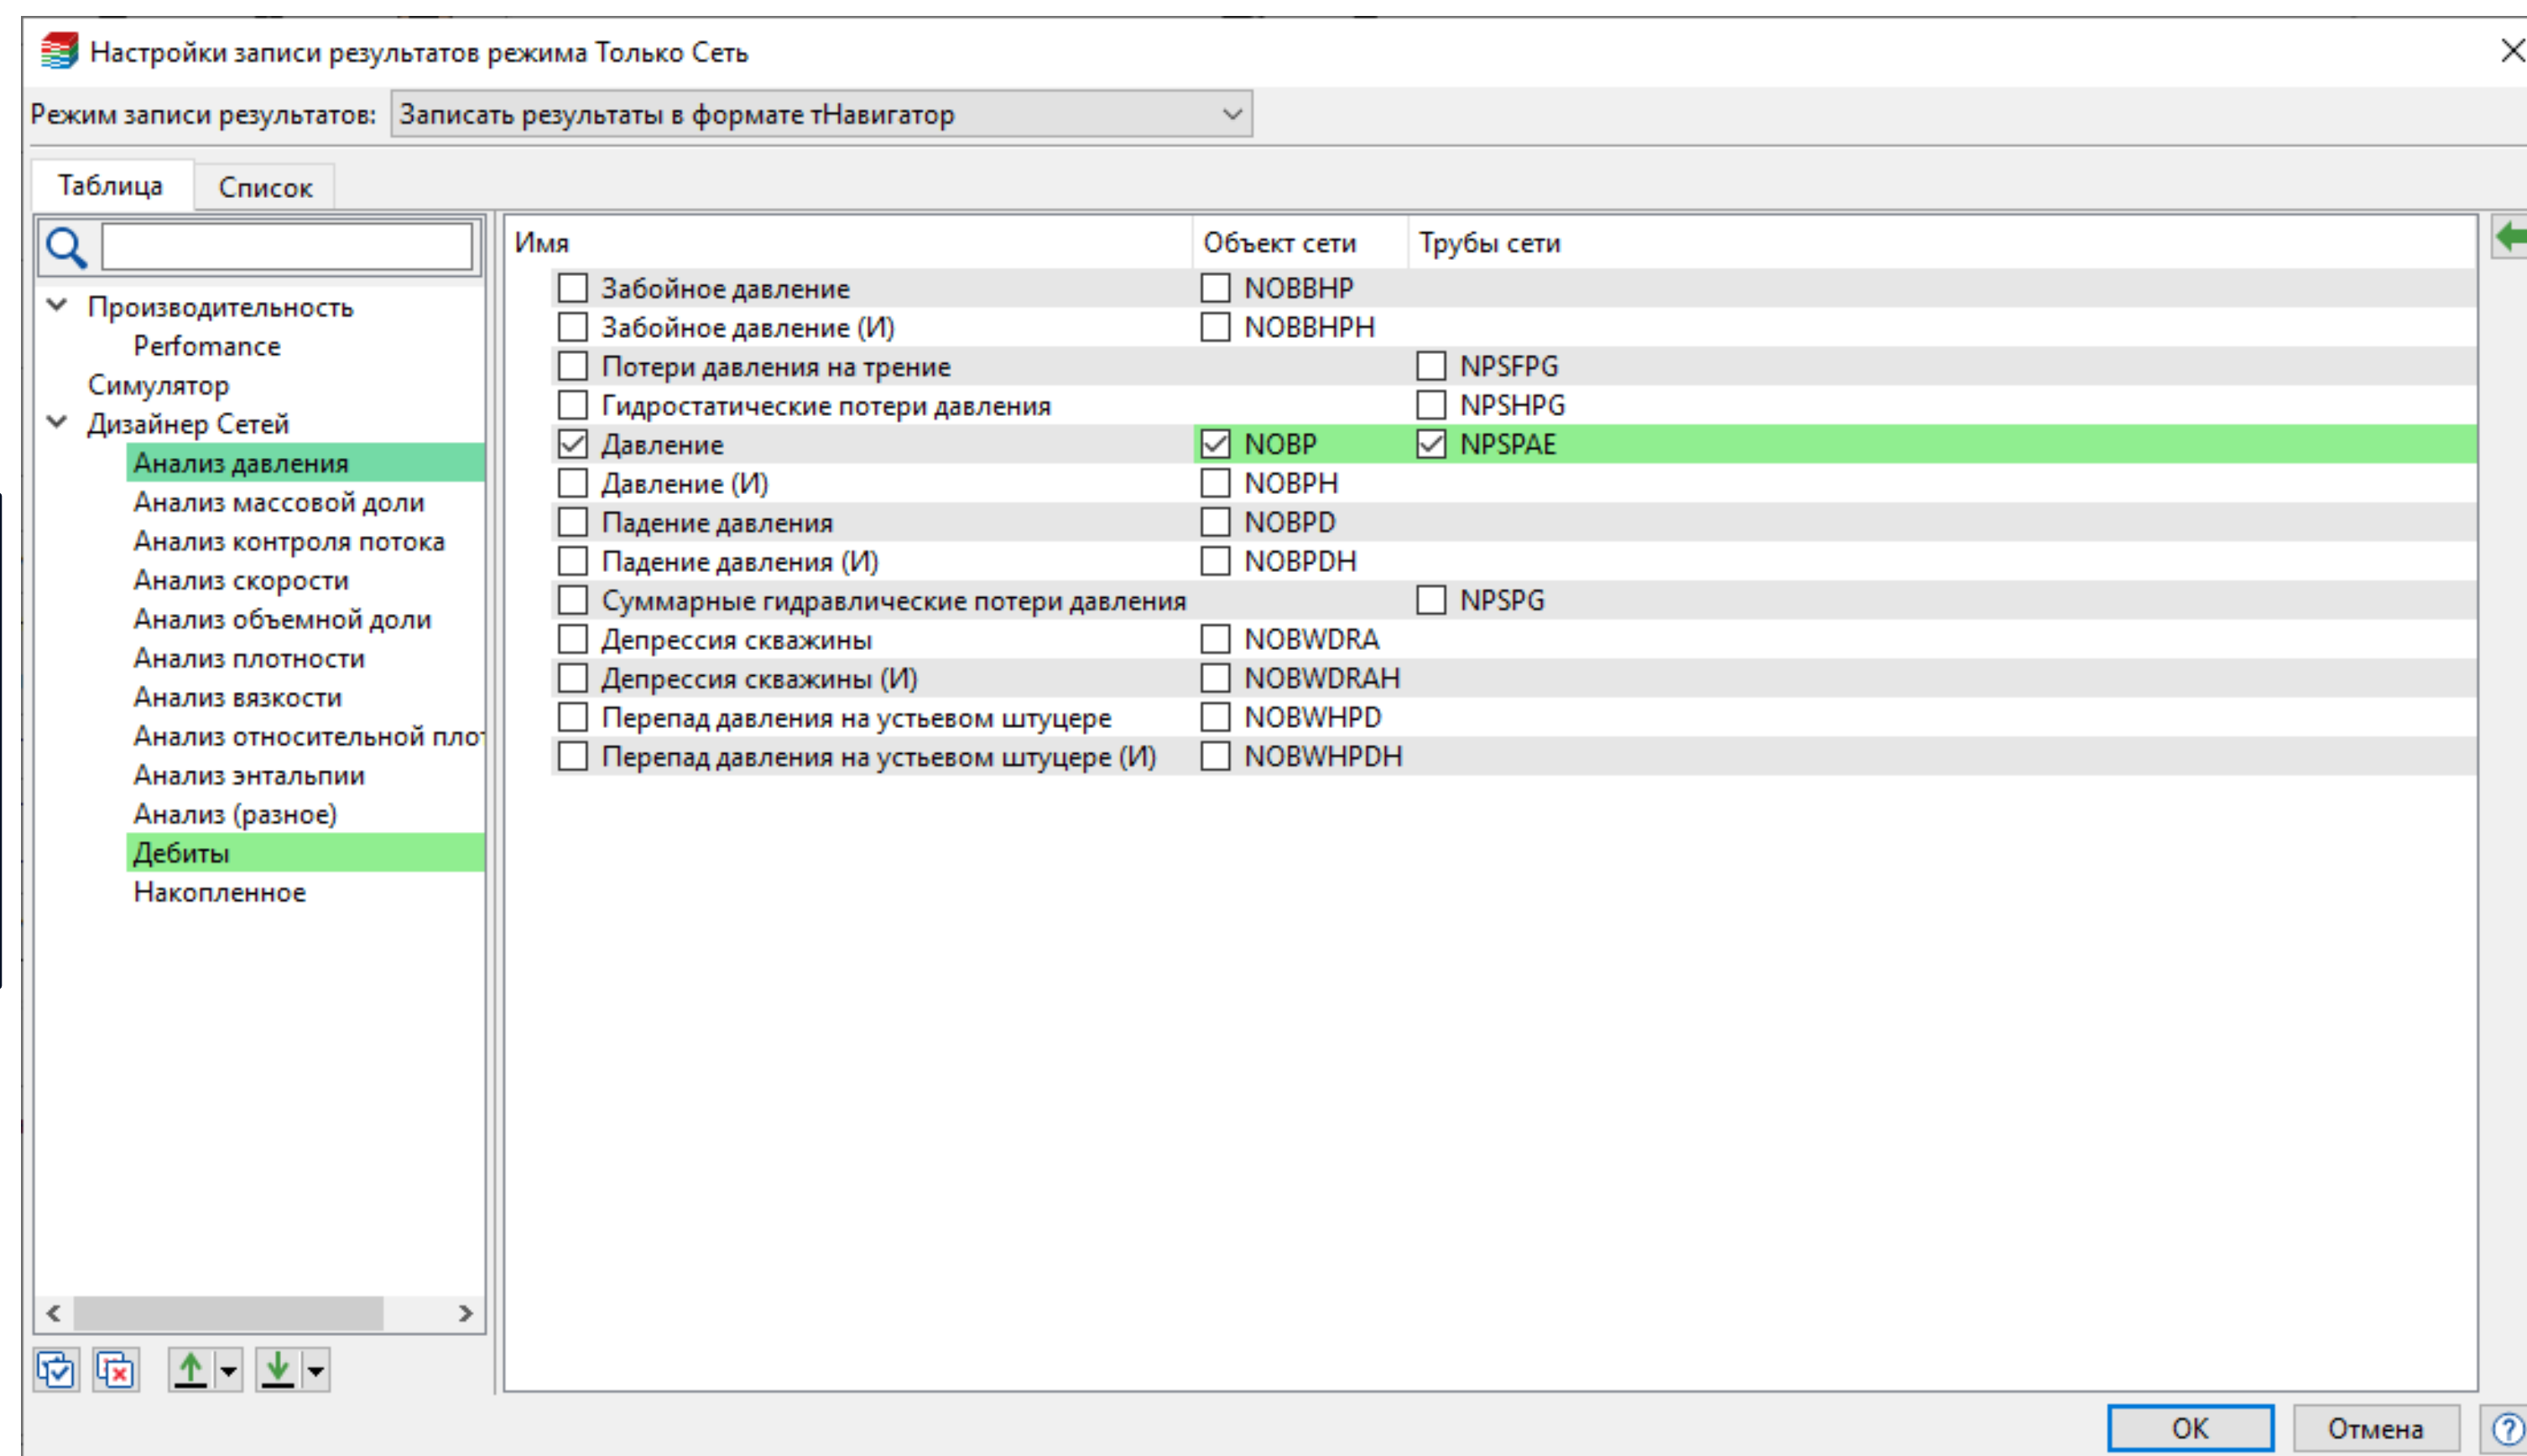 Настройки записи результатов режима Только Сеть
Режим записи результатов: Записать результаты в формате тНавигатор
Таблица Список
Производительность
Perfomance
Симулятор
Дизайнер Сетей
Анализ давления
Анализ массовой доли
Анализ контроля потока
Анализ скорости
Анализ объемной доли
Анализ плотности
Анализ вязкости
Анализ относительной плот
Анализ энтальпии
Анализ (разное)
Дебиты
Накопленное
Имя Объект сети Трубы сети
Забойное давление NOBBHP
Забойное давление (И) NOBBHPH
Потери давления на трение NPSFPG
Гидростатические потери давления NPSHPG
Давление NOBP NPSPAE
Давление (И) NOBPH
Падение давления NOBPD
Падение давления (И) NOBPDH
Суммарные гидравлические потери давления NPSPG
Депрессия скважины NOBWDRA
Депрессия скважины (И) NOBWDRAH
Перепад давления на устьевом штуцере NOBWHPD
Перепад давления на устьевом штуцере (И) NOBWHPDH
OK Отмена ?